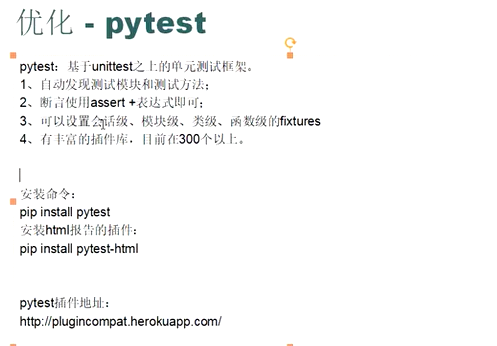 优化 - pytest
pytest：基于unittest之上的单元测试框架。
1、自动发现测试模块和测试方法；
2、断言使用assert +表达式即可；
3、可以设置会话级、模块级、类级、函数级的fixtures
4、有丰富的插件库，目前在300个以上。
安装命令：
pip install pytest
安装html报告的插件：
pip install pytest-html
pytest插件地址：
http://plugincompat.herokuapp.com/